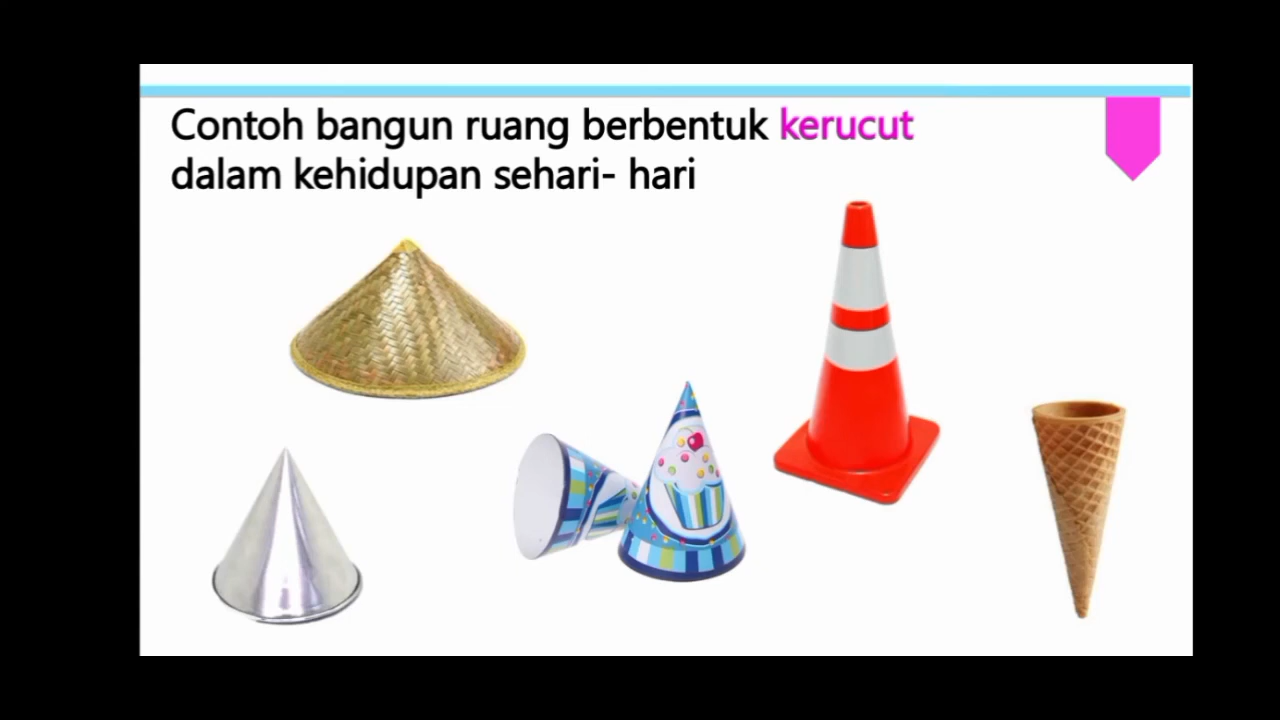 Contoh bangun ruang berbentuk kerucut
dalam kehidupan sehari- hari